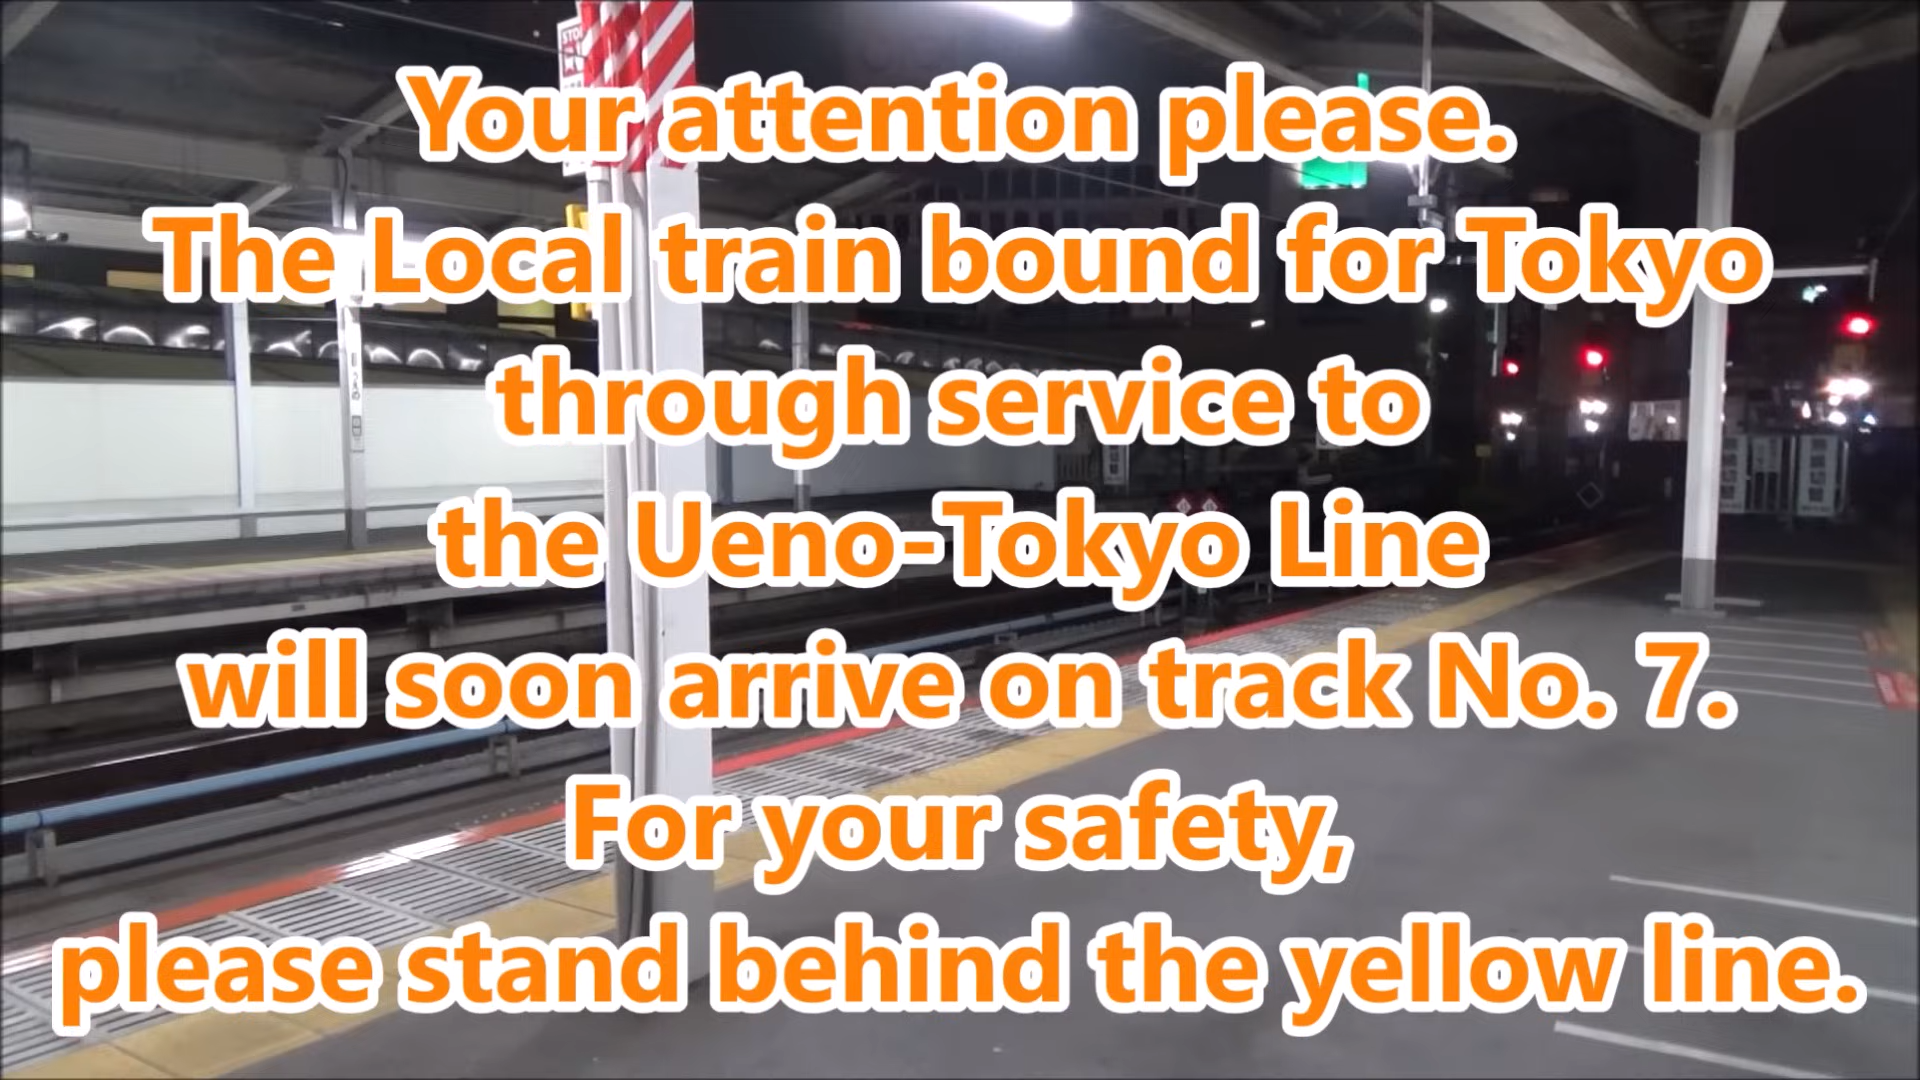 Your attention please.
The Local train bound for Tokyo
through service to
the Ueno-Tokyo Line
will soon arrive on track No. 7.
For your safety,
please stand behind the yellow line.